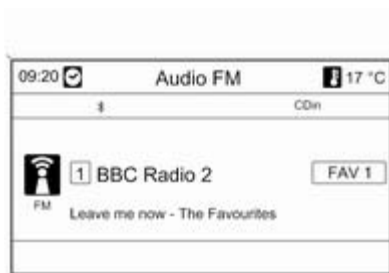 09:20 Audio FM 17 °C
CDin
1 BBC Radio 2 FAV 1
FM
Leave me now - The Favourites